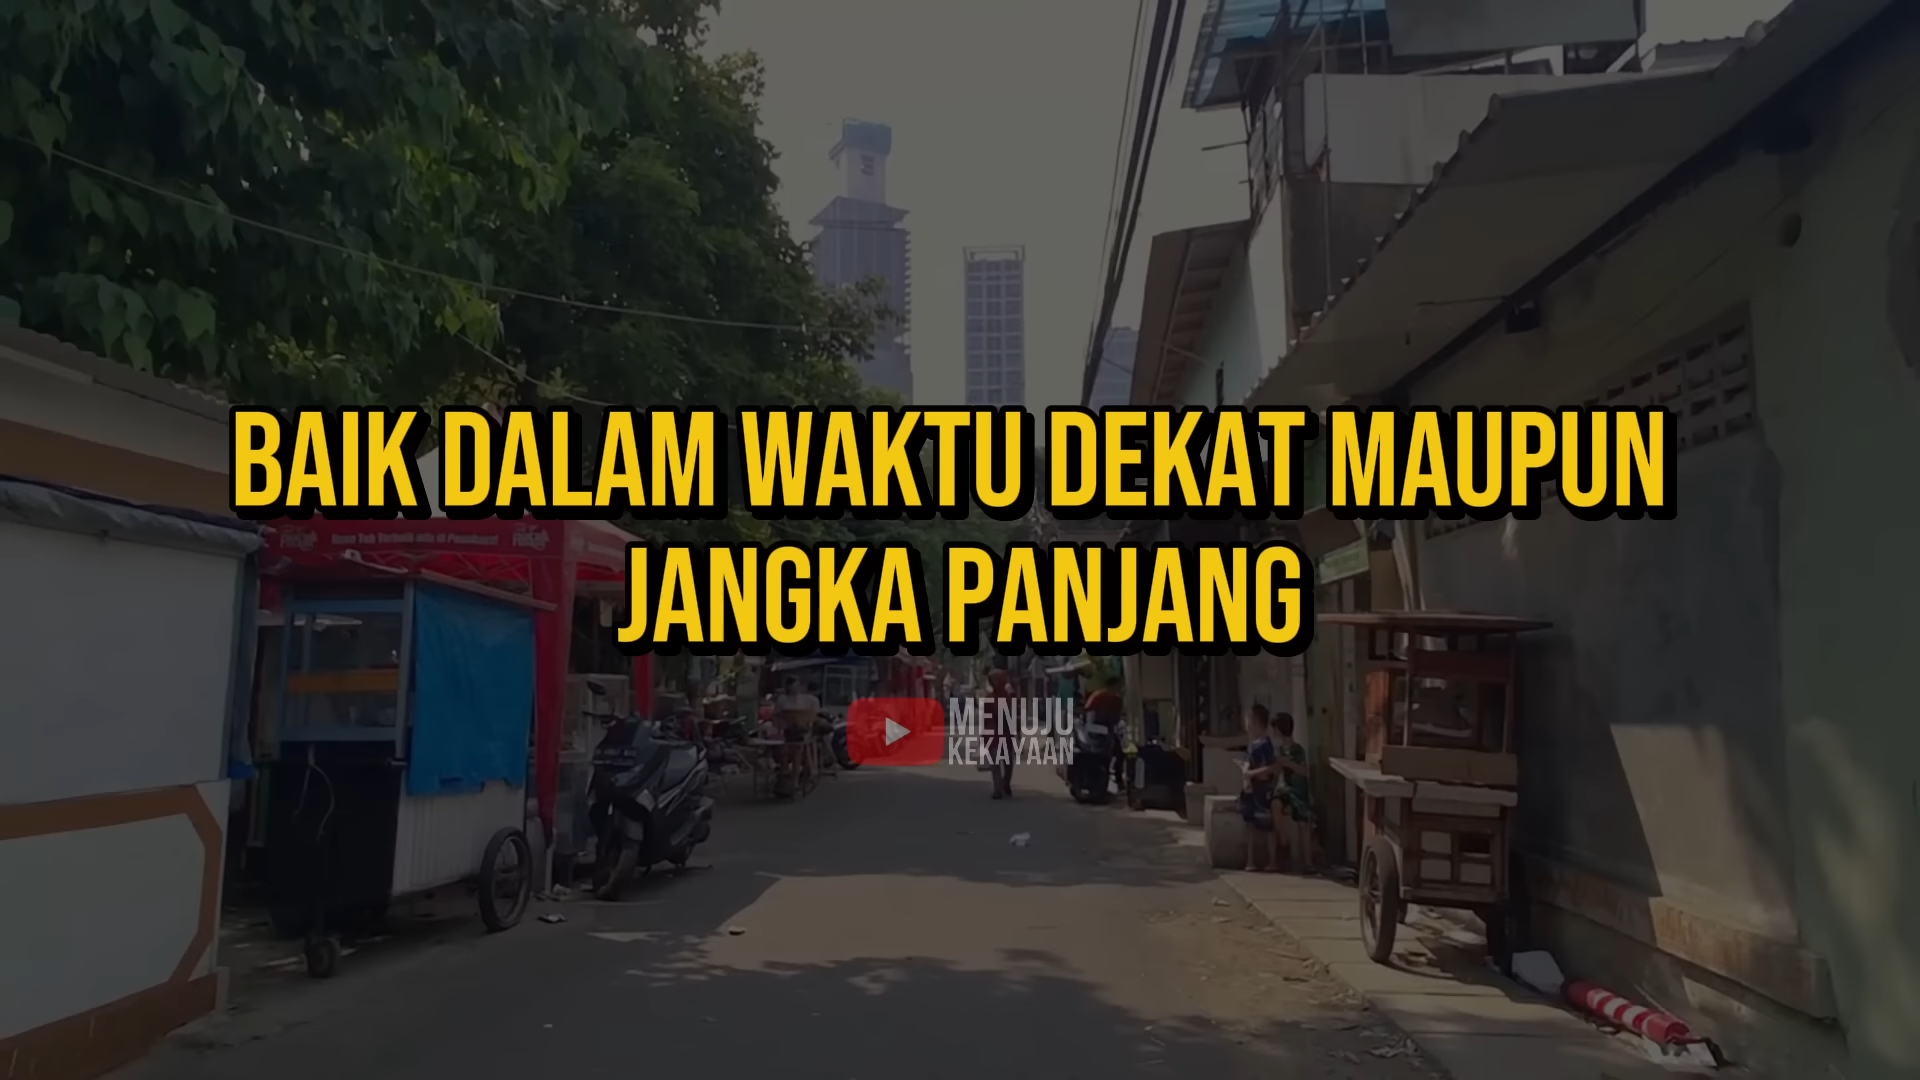 BAIK DALAM WAKTU DEKAT MAUPUN
JANGKA PANJANG
MENUJU
KEKAYAAN